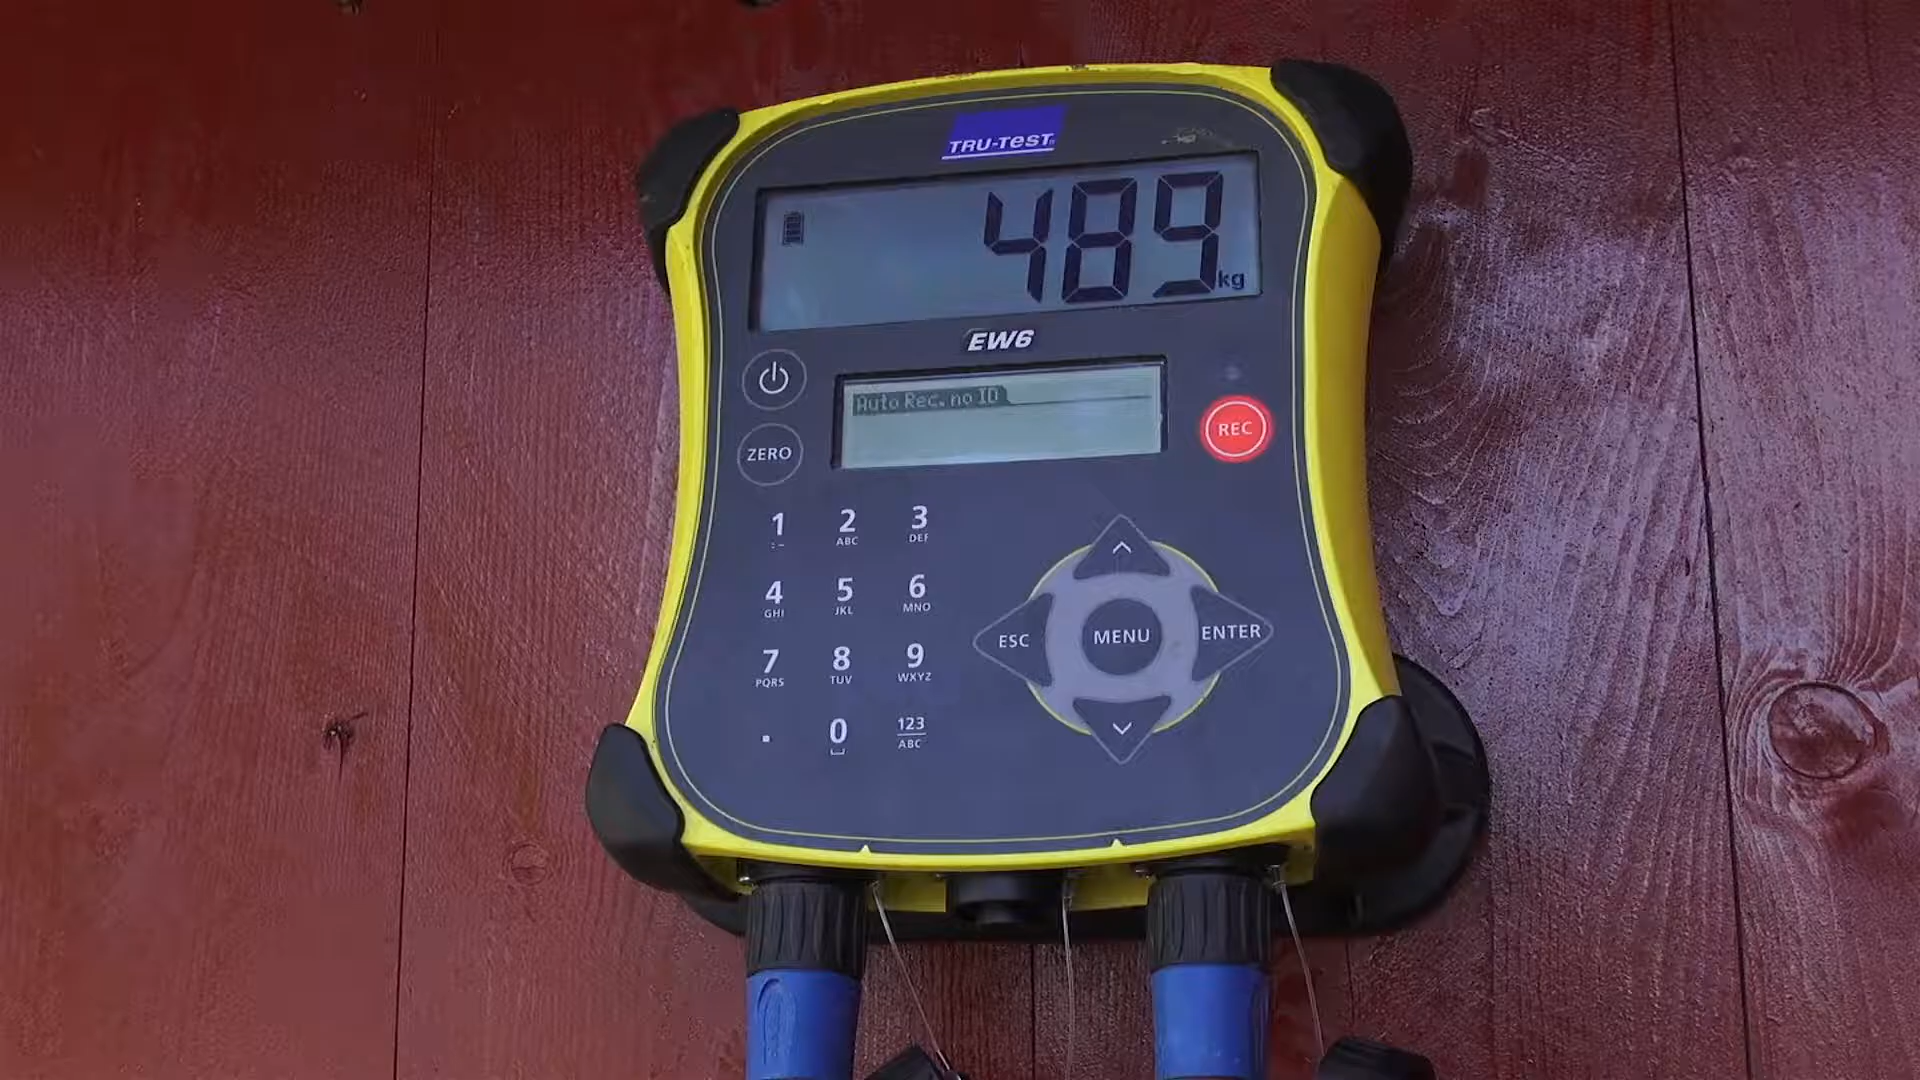 TRU-TEST
489 kg
EW6
Auto Rec. no ID
REC
ZERO
1 2 3
:- ABC DEF
4 5 6
GHI JKL MNO
7 8 9
PQRS TUV WXYZ
. 0 123
ABC
ESC MENU ENTER